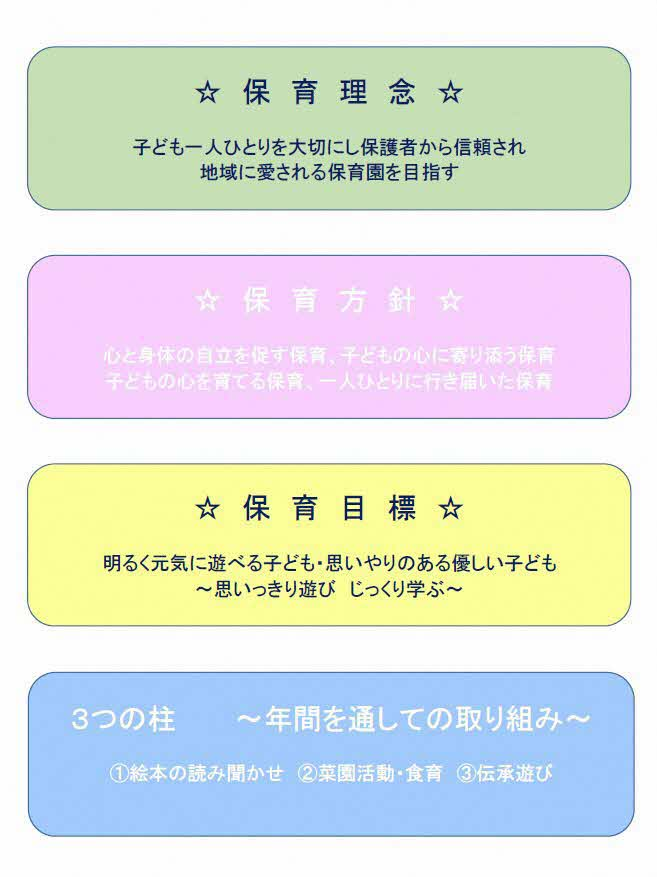 ☆ 保 育 理 念 ☆
子ども一人ひとりを大切にし保護者から信頼され
地域に愛される保育園を目指す
☆ 保 育 方 針 ☆
心と身体の自立を促す保育、子どもの心に寄り添う保育
子どもの心を育てる保育、一人ひとりに行き届いた保育
☆ 保 育 目 標 ☆
明るく元気に遊べる子ども・思いやりのある優しい子ども
～思いっきり遊び じっくり学ぶ～
３つの柱　　～年間を通しての取り組み～
①絵本の読み聞かせ ②菜園活動・食育 ③伝承遊び